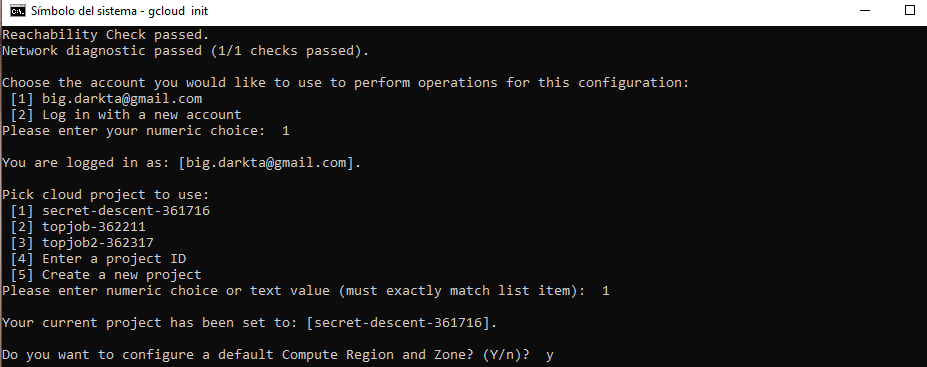 Símbolo del sistema - gcloud  init
Reachability Check passed.
Network diagnostic passed (1/1 checks passed).
Choose the account you would like to use to perform operations for this configuration:
[1] big.darkta@gmail.com
[2] Log in with a new account
Please enter your numeric choice:  1
You are logged in as: [big.darkta@gmail.com].
Pick cloud project to use:
[1] secret-descent-361716
[2] topjob-362211
[3] topjob2-362317
[4] Enter a project ID
[5] Create a new project
Please enter numeric choice or text value (must exactly match list item):  1
Your current project has been set to: [secret-descent-361716].
Do you want to configure a default Compute Region and Zone? (Y/n)?  y